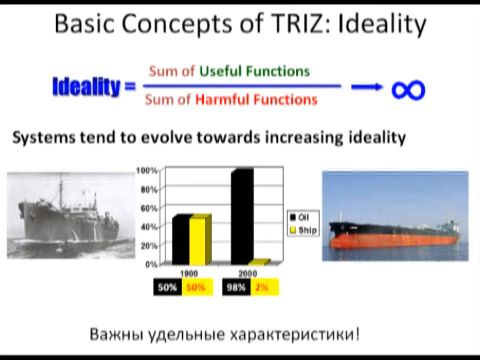 Basic Concepts of TRIZ: Ideality
Ideality = Sum of Useful Functions
Sum of Harmful Functions
∞
Systems tend to evolve towards increasing ideality
100%
80%
60%
40%
20%
0%
1900 2000
Oil
Ship
50% 50% 98% 2%
Важны удельные характеристики!